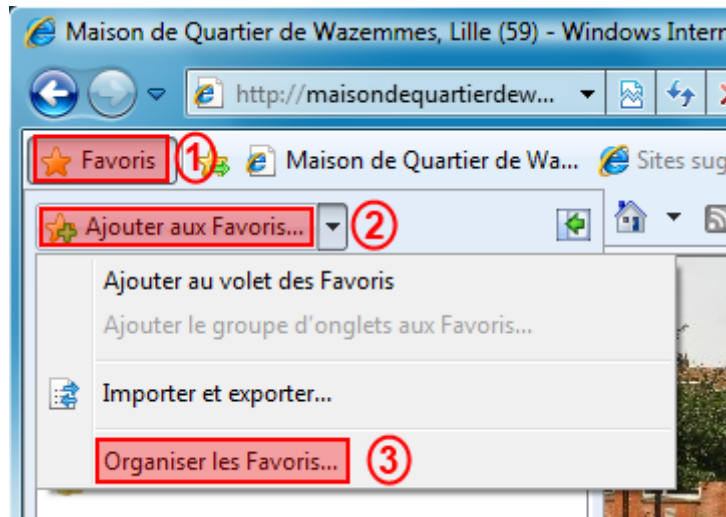 Maison de Quartier de Wazemmes, Lille (59) - Windows Intern
http://maisondequartierdew...
Favoris 1 Maison de Quartier de Wa... Sites sug
Ajouter aux Favoris... 2
Ajouter au volet des Favoris
Ajouter le groupe d'onglets aux Favoris...
Importer et exporter...
Organiser les Favoris... 3